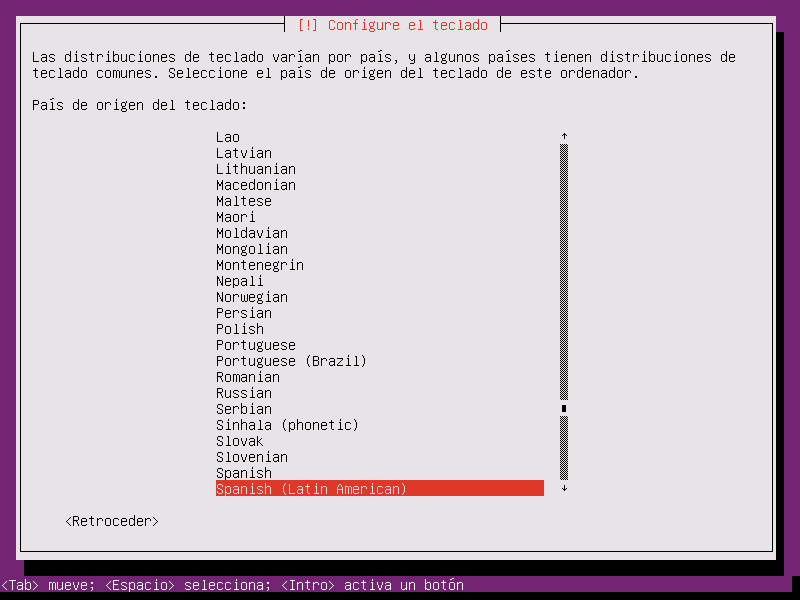 [!] Configure el teclado
Las distribuciones de teclado varían por país, y algunos países tienen distribuciones de
teclado comunes. Seleccione el país de origen del teclado de este ordenador.
País de origen del teclado:
Lao
Latvian
Lithuanian
Macedonian
Maltese
Maori
Moldavian
Mongolian
Montenegrin
Nepali
Norwegian
Persian
Polish
Portuguese
Portuguese (Brazil)
Romanian
Russian
Serbian
Sinhala (phonetic)
Slovak
Slovenian
Spanish
Spanish (Latin American)
<Retroceder>
<Tab> mueve; <Espacio> selecciona; <Intro> activa un botón